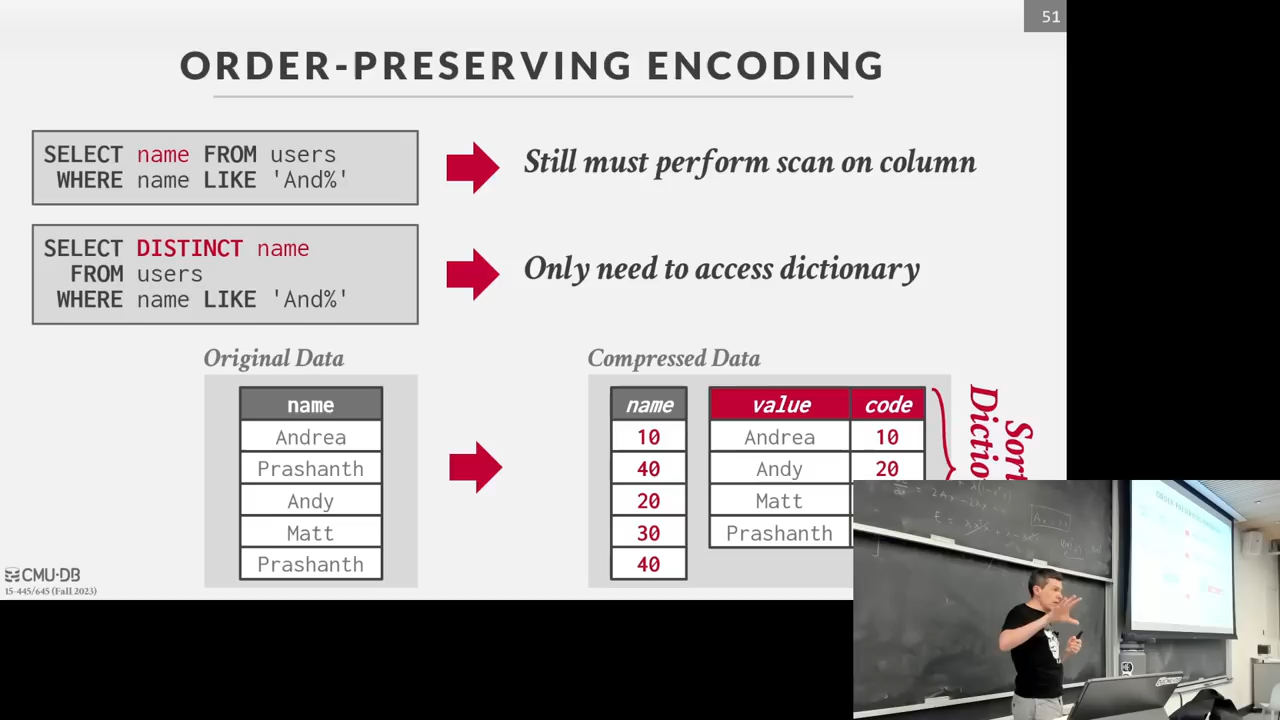 51
ORDER-PRESERVING ENCODING
SELECT name FROM users
WHERE name LIKE 'And%'
Still must perform scan on column
SELECT DISTINCT name
FROM users
WHERE name LIKE 'And%'
Only need to access dictionary
Original Data
name
Andrea
Prashanth
Andy
Matt
Prashanth
Compressed Data
name
10
40
20
30
40
value code
Andrea 10
Andy 20
Matt
Prashanth
CMU·DB
15-445/645 (Fall 2023)